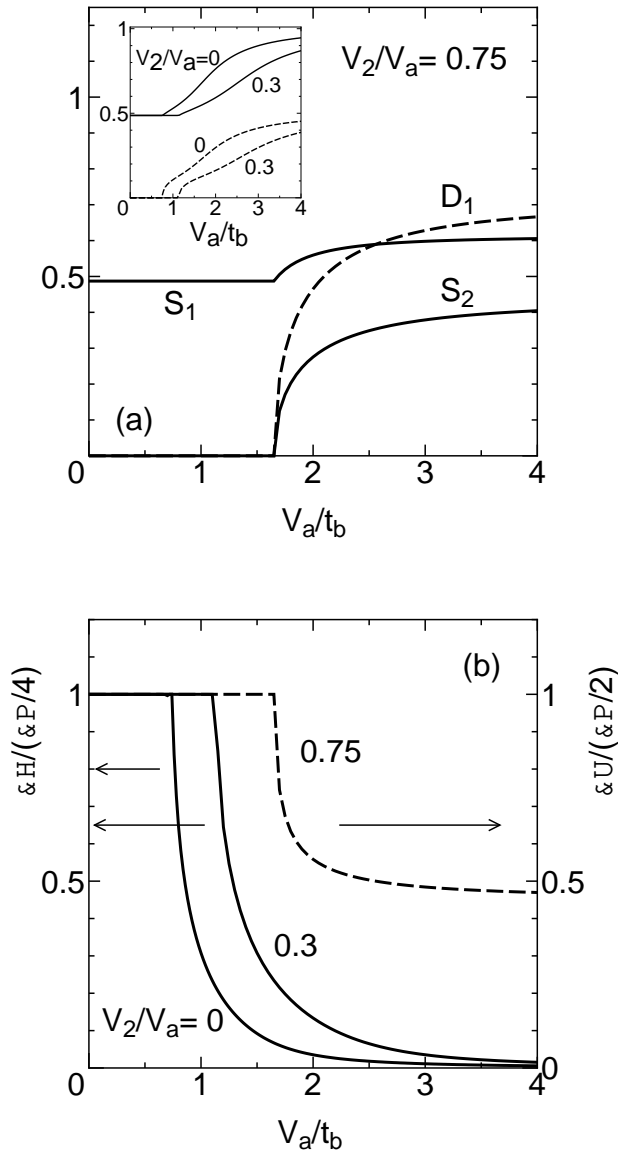 1
V2/Va=0
0.3
0.5
0
0.3
0 1 2 3 4
Va/tb
V2/Va= 0.75
1
D1
0.5
S1
S2
(a)
0
0 1 2 3 4
Va/tb
(b)
1
1
0.75
&H/(&P/4)
&U/(&P/2)
0.5
0.5
0.3
V2/Va= 0
0
0 1 2 3 4
Va/tb